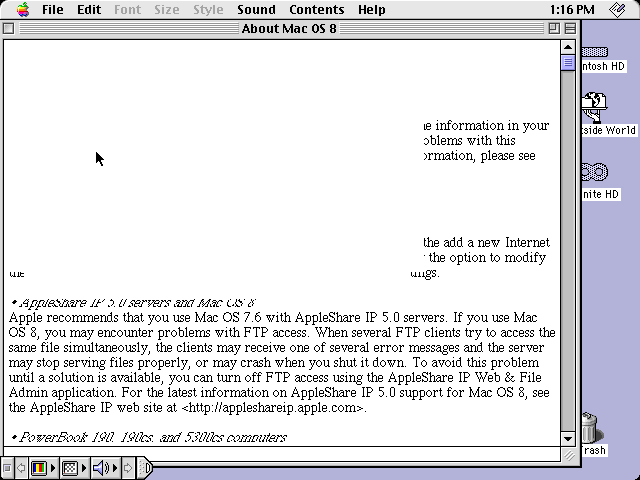 File Edit Font Size Style Sound Contents Help 1:16 PM
About Mac OS 8
information in your
with this
please see
the add a new Internet
the option to modify
• AppleShare IP 5.0 servers and Mac OS 8
Apple recommends that you use Mac OS 7.6 with AppleShare IP 5.0 servers. If you use Mac
OS 8, you may encounter problems with FTP access. When several FTP clients try to access the
same file simultaneously, the clients may receive one of several error messages and the server
may stop serving files properly, or may crash when you shut it down. To avoid this problem
until a solution is available, you can turn off FTP access using the AppleShare IP Web & File
Admin application. For the latest information on AppleShare IP 5.0 support for Mac OS 8, see
the AppleShare IP web site at <http://appleshareip.apple.com>.
• PowerBook 190, 190cs, and 5300cs computers
ntosh HD
tside World
nite HD
rash